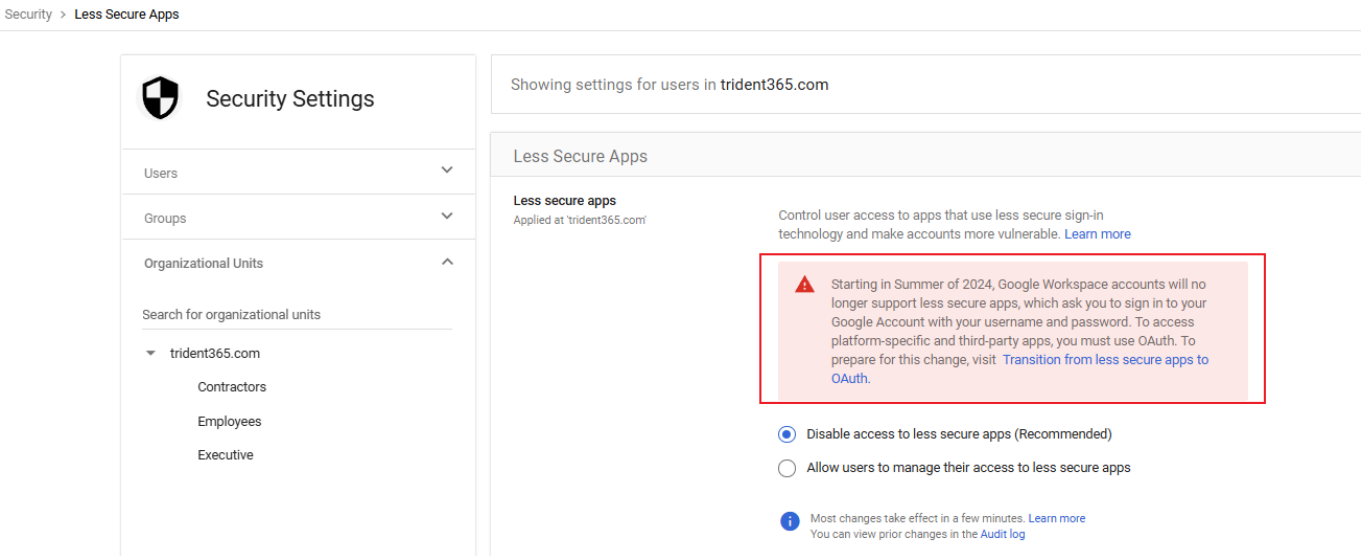 Security > Less Secure Apps
Security Settings
Users
Groups
Organizational Units
Search for organizational units
trident365.com
Contractors
Employees
Executive
Showing settings for users in trident365.com
Less Secure Apps
Less secure apps
Applied at 'trident365.com'
Control user access to apps that use less secure sign-in
technology and make accounts more vulnerable. Learn more
Starting in Summer of 2024, Google Workspace accounts will no
longer support less secure apps, which ask you to sign in to your
Google Account with your username and password. To access
platform-specific and third-party apps, you must use OAuth. To
prepare for this change, visit Transition from less secure apps to
OAuth.
Disable access to less secure apps (Recommended)
Allow users to manage their access to less secure apps
Most changes take effect in a few minutes. Learn more
You can view prior changes in the Audit log